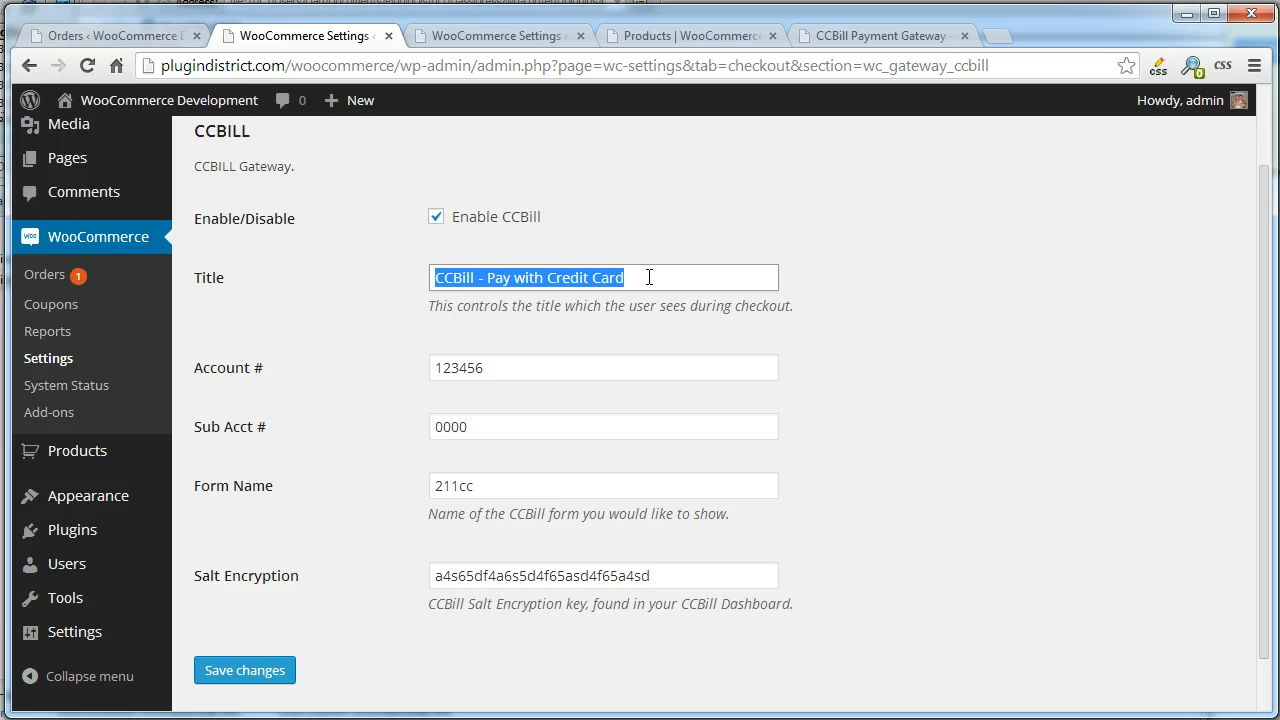 Orders ‹ WooCommerce D
WooCommerce Settings ‹
WooCommerce Settings ‹
Products | WooCommerce
CCBill Payment Gateway –
plugindistrict.com/woocommerce/wp-admin/admin.php?page=wc-settings&tab=checkout&section=wc_gateway_ccbill
css
0
css
WooCommerce Development
0
New
Howdy, admin
Media
Pages
Comments
WOO
WooCommerce
Orders 1
Coupons
Reports
Settings
System Status
Add-ons
Products
Appearance
Plugins
Users
Tools
Settings
Collapse menu
CCBILL
CCBILL Gateway.
Enable/Disable
Enable CCBill
Title
CCBill - Pay with Credit Card
This controls the title which the user sees during checkout.
Account #
123456
Sub Acct #
0000
Form Name
211cc
Name of the CCBill form you would like to show.
Salt Encryption
a4s65df4a6s5d4f65asd4f65a4sd
CCBill Salt Encryption key, found in your CCBill Dashboard.
Save changes